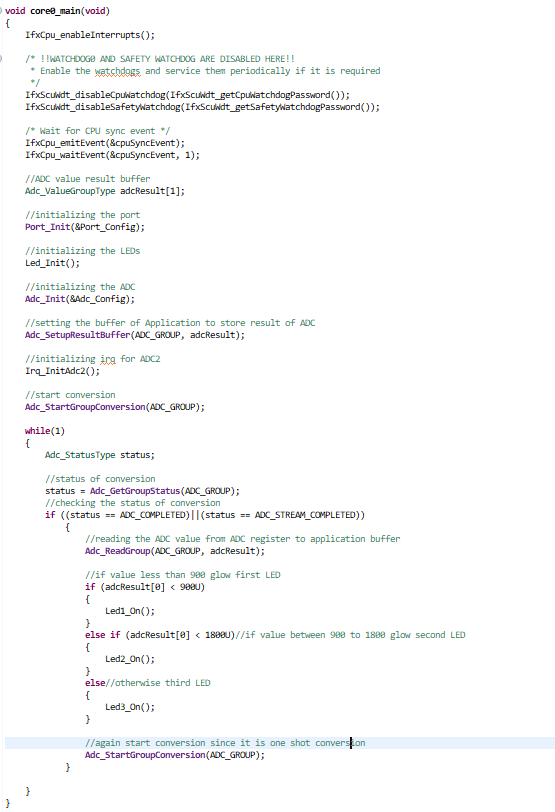 void core0_main(void)
{
IfxCpu_enableInterrupts();
/* !!WATCHDOG0 AND SAFETY WATCHDOG ARE DISABLED HERE!!
* Enable the watchdogs and service them periodically if it is required
*/
IfxScuWdt_disableCpuWatchdog(IfxScuWdt_getCpuWatchdogPassword());
IfxScuWdt_disableSafetyWatchdog(IfxScuWdt_getSafetyWatchdogPassword());
/* Wait for CPU sync event */
IfxCpu_emitEvent(&cpuSyncEvent);
IfxCpu_waitEvent(&cpuSyncEvent, 1);
//ADC value result buffer
Adc_ValueGroupType adcResult[1];
//initializing the port
Port_Init(&Port_Config);
//initializing the LEDs
Led_Init();
//initializing the ADC
Adc_Init(&Adc_Config);
//setting the buffer of Application to store result of ADC
Adc_SetupResultBuffer(ADC_GROUP, adcResult);
//initializing irq for ADC2
Irq_InitAdc2();
//start conversion
Adc_StartGroupConversion(ADC_GROUP);
while(1)
{
Adc_StatusType status;
//status of conversion
status = Adc_GetGroupStatus(ADC_GROUP);
//checking the status of conversion
if ((status == ADC_COMPLETED)||(status == ADC_STREAM_COMPLETED))
{
//reading the ADC value from ADC register to application buffer
Adc_ReadGroup(ADC_GROUP, adcResult);
//if value less than 900 glow first LED
if (adcResult[0] < 900U)
{
Led1_On();
}
else if (adcResult[0] < 1800U)//if value between 900 to 1800 glow second LED
{
Led2_On();
}
else//otherwise third LED
{
Led3_On();
}
//again start conversion since it is one shot conversion
Adc_StartGroupConversion(ADC_GROUP);
}
}
}